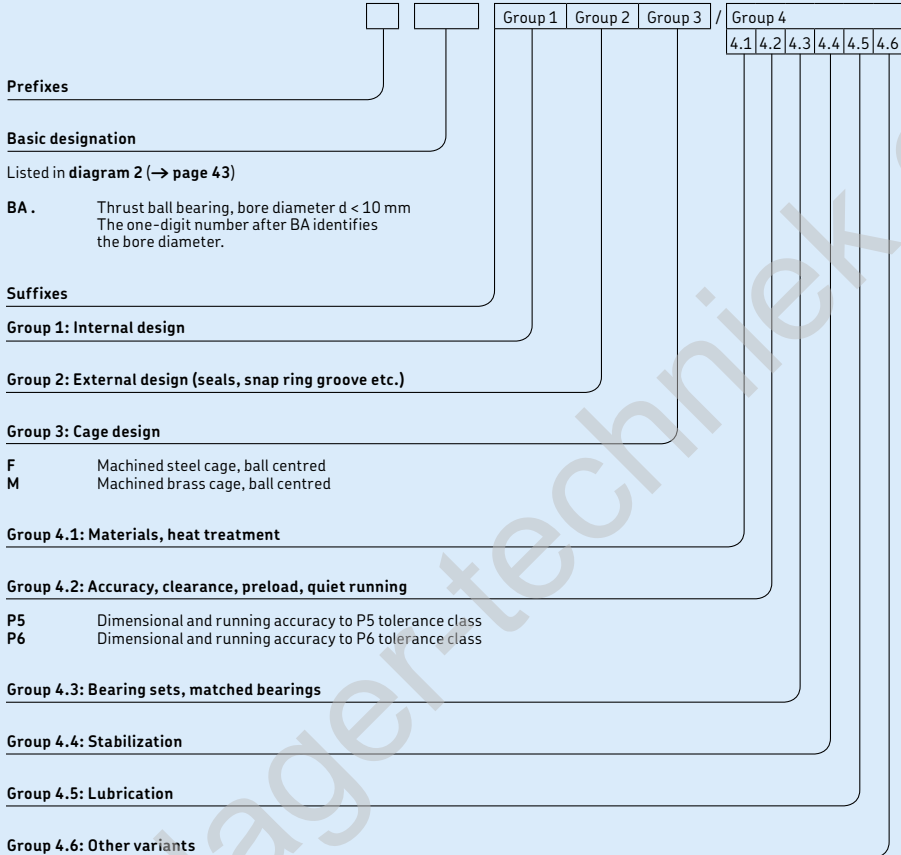 Group 1 Group 2 Group 3 / Group 4
4.1 4.2 4.3 4.4 4.5 4.6
Prefixes
Basic designation
Listed in diagram 2 (→ page 43)
BA . Thrust ball bearing, bore diameter d < 10 mm
The one-digit number after BA identifies
the bore diameter.
Suffixes
Group 1: Internal design
Group 2: External design (seals, snap ring groove etc.)
Group 3: Cage design
F Machined steel cage, ball centred
M Machined brass cage, ball centred
Group 4.1: Materials, heat treatment
Group 4.2: Accuracy, clearance, preload, quiet running
P5 Dimensional and running accuracy to P5 tolerance class
P6 Dimensional and running accuracy to P6 tolerance class
Group 4.3: Bearing sets, matched bearings
Group 4.4: Stabilization
Group 4.5: Lubrication
Group 4.6: Other variants
lager-techniek